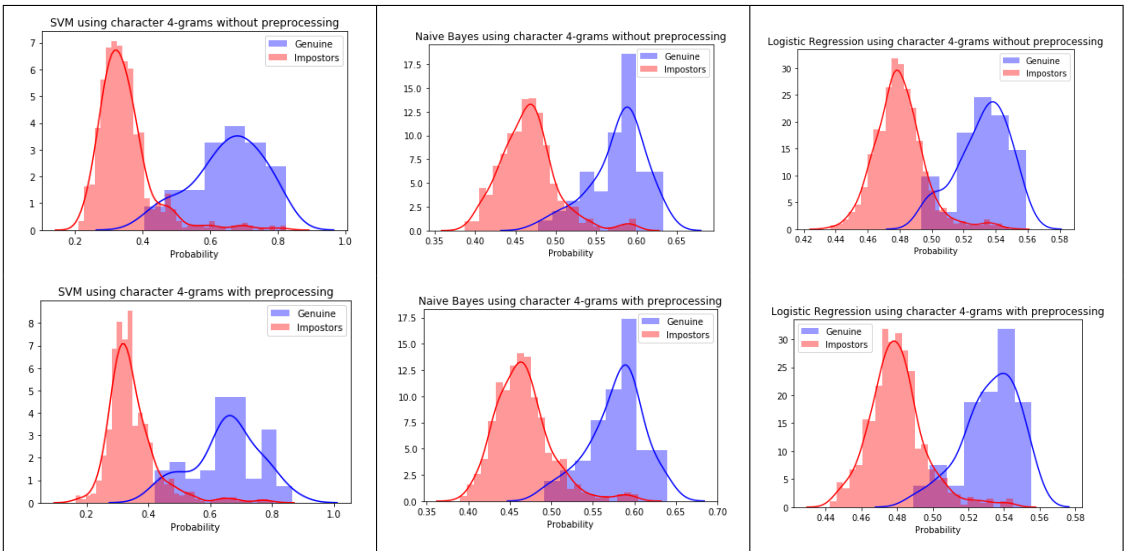 SVM using character 4-grams without preprocessing
7
6
5
4
3
2
1
0
0.2 0.4 0.6 0.8 1.0
Probability
Genuine
Impostors
Naive Bayes using character 4-grams without preprocessing
17.5
15.0
12.5
10.0
7.5
5.0
2.5
0.0
0.35 0.40 0.45 0.50 0.55 0.60 0.65
Probability
Genuine
Impostors
Logistic Regression using character 4-grams without preprocessing
30
25
20
15
10
5
0
0.42 0.44 0.46 0.48 0.50 0.52 0.54 0.56 0.58
Probability
Genuine
Impostors
SVM using character 4-grams with preprocessing
8
7
6
5
4
3
2
1
0
0.2 0.4 0.6 0.8 1.0
Probability
Genuine
Impostors
Naive Bayes using character 4-grams with preprocessing
17.5
15.0
12.5
10.0
7.5
5.0
2.5
0.0
0.35 0.40 0.45 0.50 0.55 0.60 0.65 0.70
Probability
Genuine
Impostors
Logistic Regression using character 4-grams with preprocessing
30
25
20
15
10
5
0
0.44 0.46 0.48 0.50 0.52 0.54 0.56 0.58
Probability
Genuine
Impostors